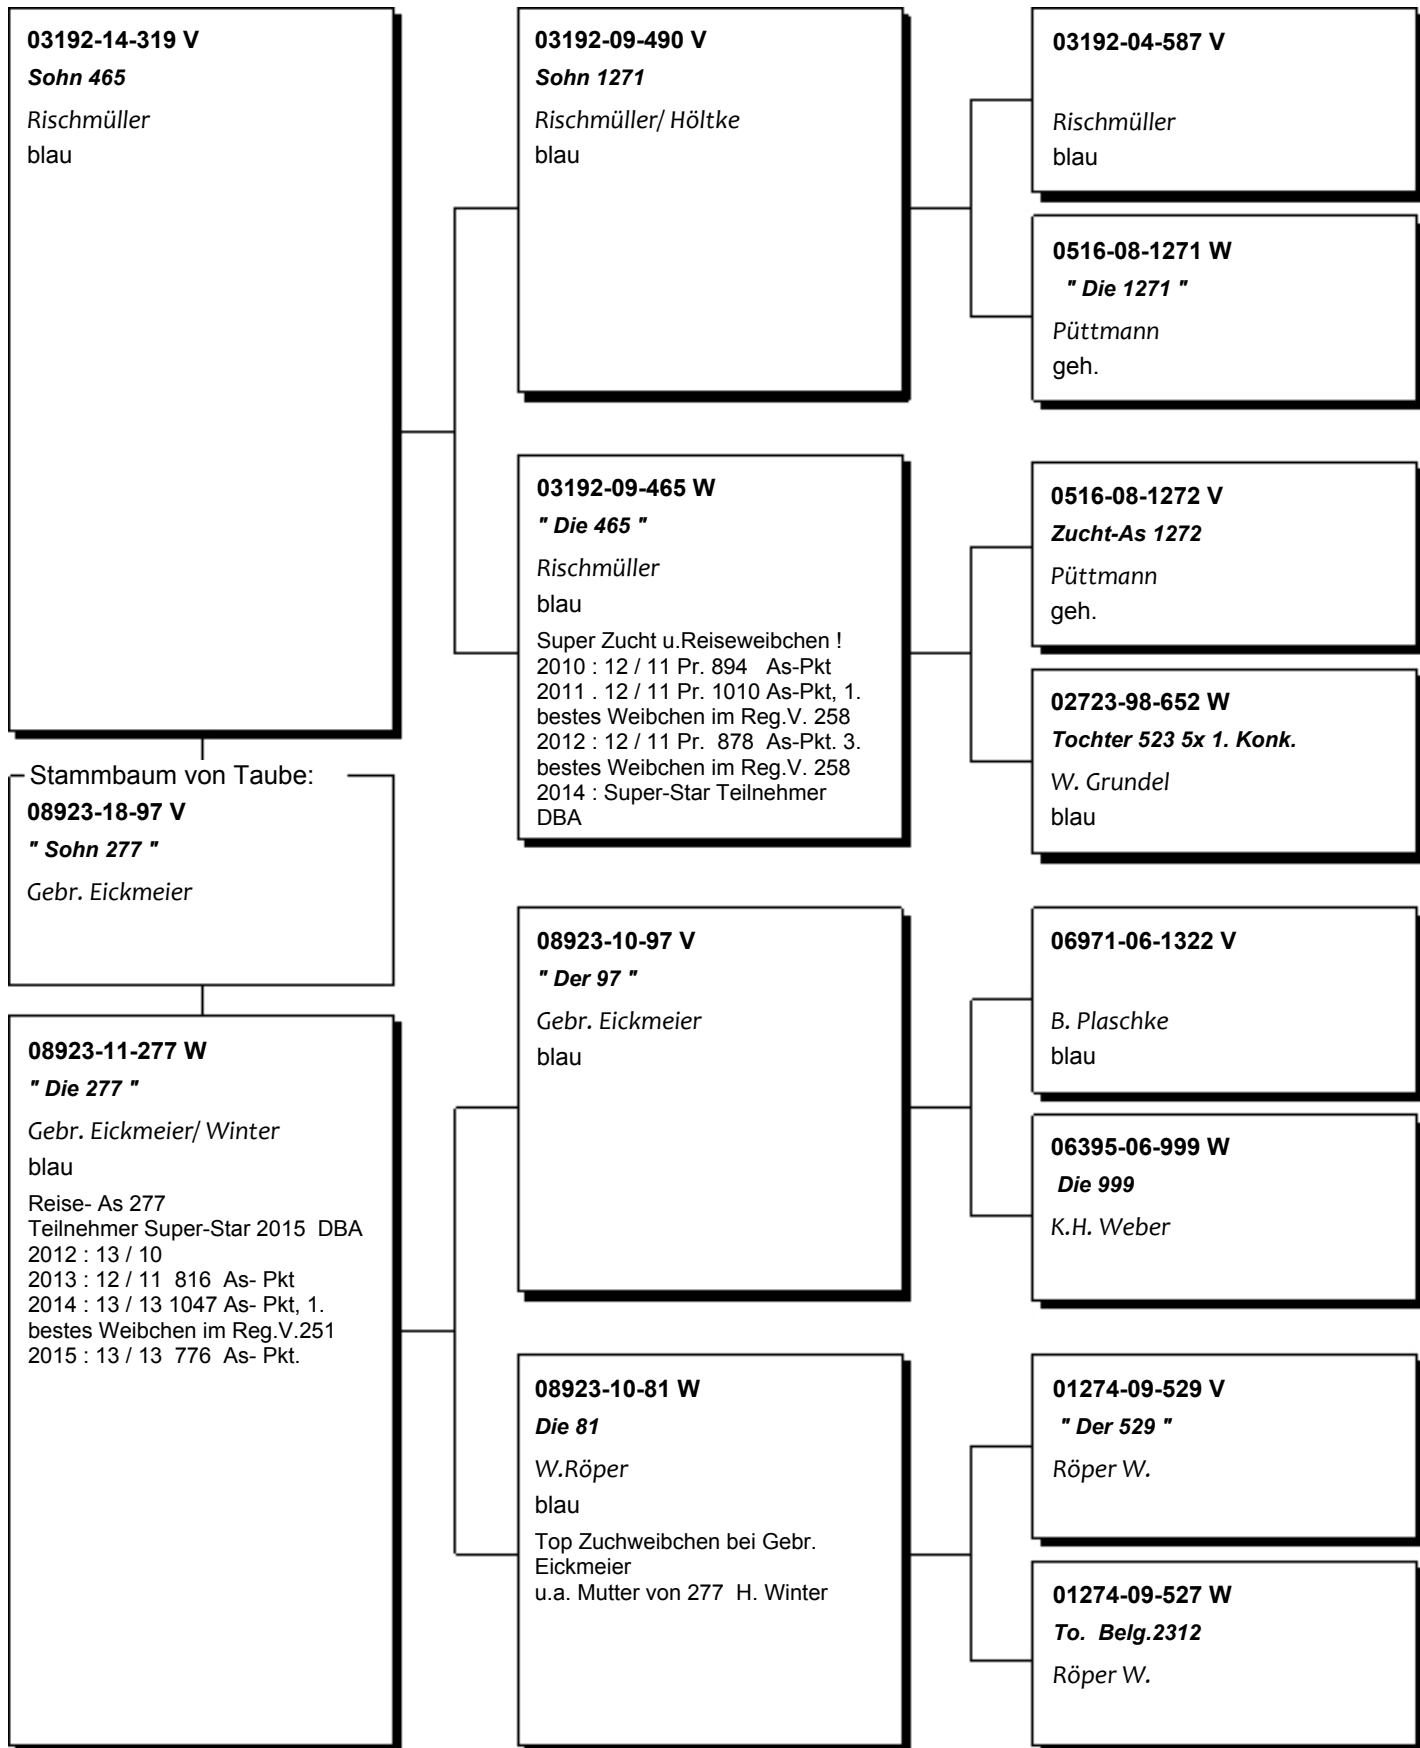 03192-14-319 V
Sohn 465
Rischmüller
blau
Stammbaum von Taube:
08923-18-97 V
" Sohn 277 "
Gebr. Eickmeier
08923-11-277 W
" Die 277 "
Gebr. Eickmeier/ Winter
blau
Reise- As 277
Teilnehmer Super-Star 2015 DBA
2012 : 13 / 10
2013 : 12 / 11 816 As- Pkt
2014 : 13 / 13 1047 As- Pkt, 1.
bestes Weibchen im Reg.V.251
2015 : 13 / 13 776 As- Pkt.
03192-09-490 V
Sohn 1271
Rischmüller/ Höltke
blau
03192-09-465 W
" Die 465 "
Rischmüller
blau
Super Zucht u.Reiseweibchen !
2010 : 12 / 11 Pr. 894 As-Pkt
2011 . 12 / 11 Pr. 1010 As-Pkt, 1.
bestes Weibchen im Reg.V. 258
2012 : 12 / 11 Pr. 878 As-Pkt. 3.
bestes Weibchen im Reg.V. 258
2014 : Super-Star Teilnehmer
DBA
08923-10-97 V
" Der 97 "
Gebr. Eickmeier
blau
08923-10-81 W
Die 81
W.Röper
blau
Top Zuchweibchen bei Gebr.
Eickmeier
u.a. Mutter von 277 H. Winter
03192-04-587 V
Rischmüller
blau
0516-08-1271 W
" Die 1271 "
Püttmann
geh.
0516-08-1272 V
Zucht-As 1272
Püttmann
geh.
02723-98-652 W
Tochter 523 5x 1. Konk.
W. Grundel
blau
06971-06-1322 V
B. Plaschke
blau
06395-06-999 W
Die 999
K.H. Weber
01274-09-529 V
" Der 529 "
Röper W.
01274-09-527 W
To. Belg.2312
Röper W.